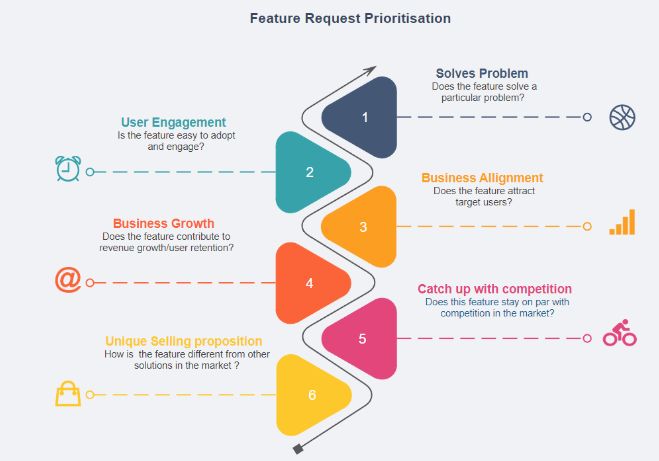 Feature Request Prioritisation
Solves Problem
Does the feature solve a
particular problem?
1
User Engagement
Is the feature easy to adopt
and engage?
2
Business Allignment
Does the feature attract
target users?
3
Business Growth
Does the feature contribute to
revenue growth/user retention?
@
4
Catch up with competition
Does this feature stay on par with
competition in the market?
5
Unique Selling proposition
How is the feature different from other
solutions in the market ?
6